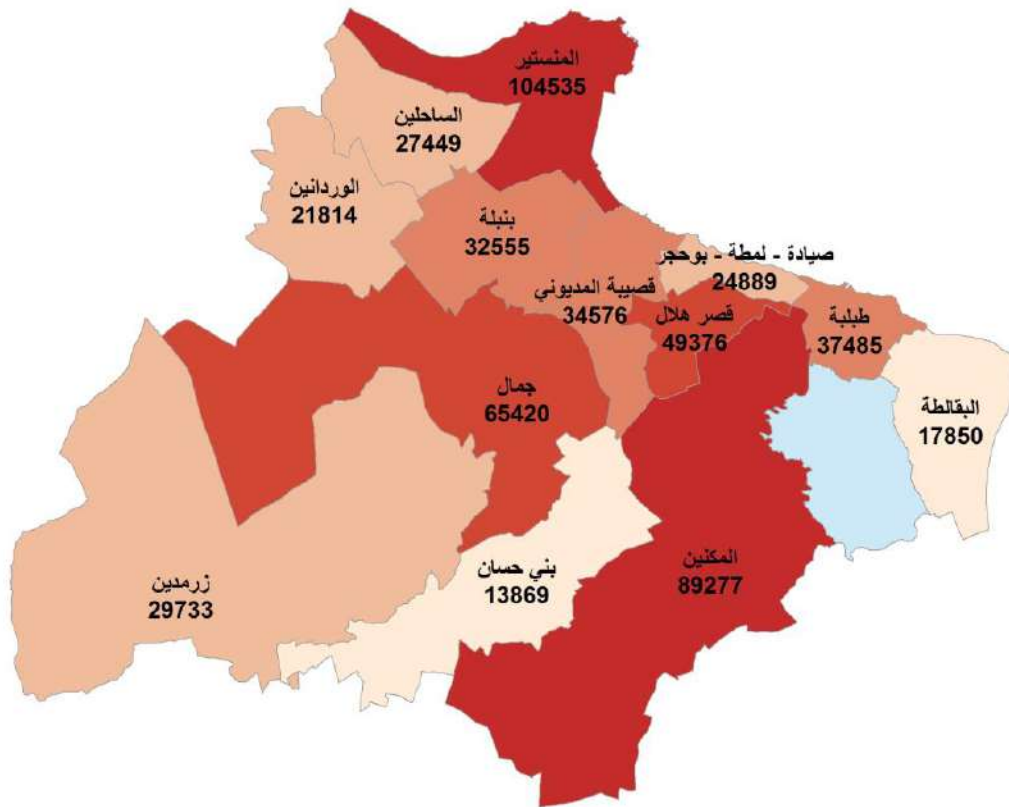 المنستير
104535
الساحلين
27449
الوردانين
21814
بنبلة
32555
صيادة - لمطة - بوحجر
24889
قصيبة المديوني
34576
قصر هلال
49376
طبلبة
37485
البقالطة
17850
جمال
65420
المكنين
89277
بني حسان
13869
زرمدين
29733